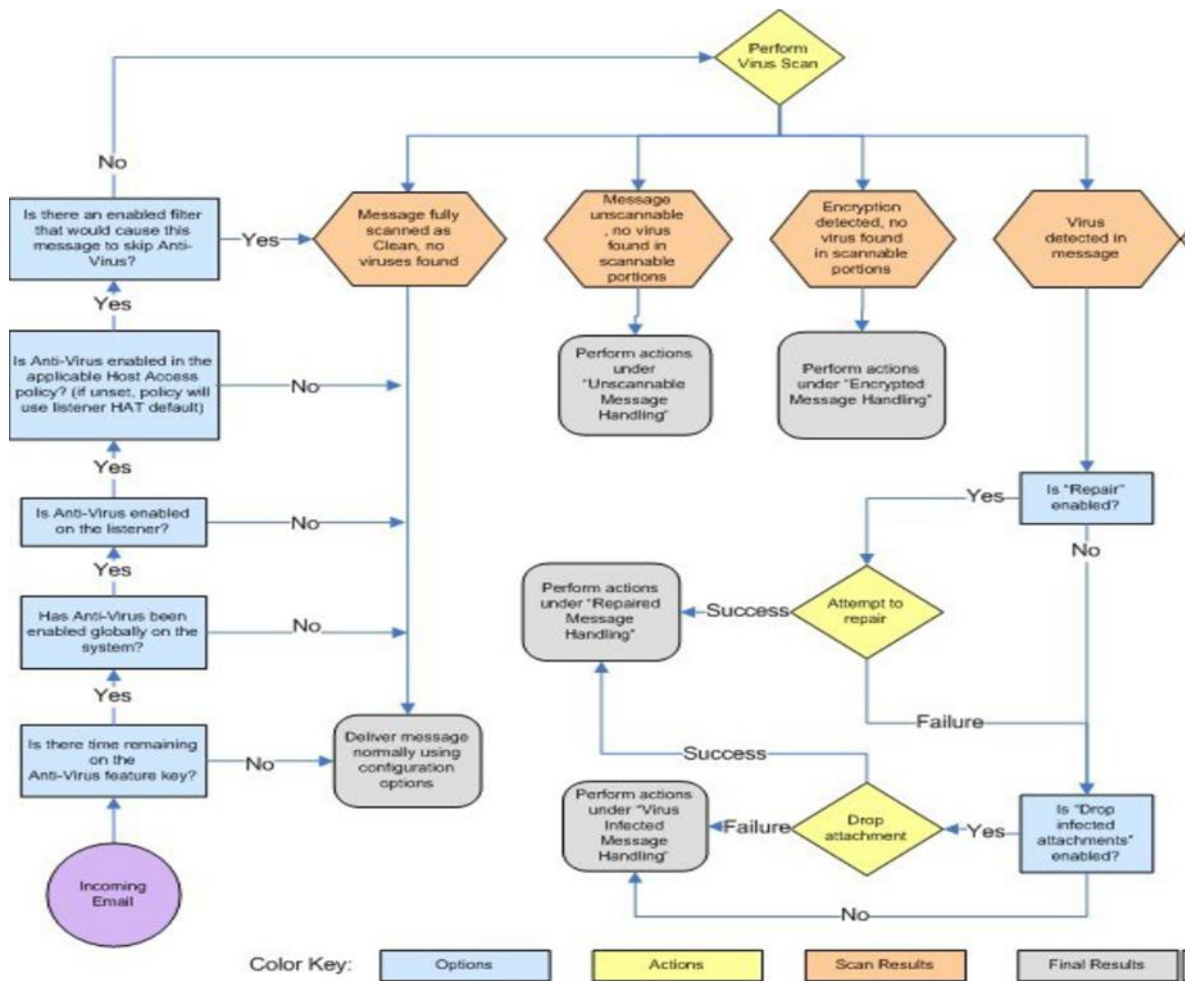 Perform
Virus Scan
No
Is there an enabled filter
that would cause this
message to skip Anti-
Virus?
Yes
Message fully
scanned as
Clean, no
viruses found
Message
unscannable
, no virus
found in
scannable
portions
Encryption
detected, no
virus found
in scannable
portions
Virus
detected in
message
Yes
Is Anti-Virus enabled in the
applicable Host Access
policy? (if unset, policy will
use listener HAT default)
No
Perform actions
under
"Unscannable
Message
Handling"
Perform actions
under "Encrypted
Message Handling"
Yes
Is Anti-Virus enabled
on the listener?
No
Yes
Is "Repair"
enabled?
No
Yes
Has Anti-Virus been
enabled globally on the
system?
No
Perform actions
under "Repaired
Message
Handling"
Success
Attempt to
repair
Failure
Yes
Is there time remaining
on the
Anti-Virus feature key?
No
Deliver message
normally using
configuration
options
Success
Perform actions
under "Virus
Infected
Message
Handling"
Failure
Drop
attachment
Yes
Is "Drop
infected
attachments"
enabled?
No
Incoming
Email
Color Key:
Options
Actions
Scan Results
Final Results